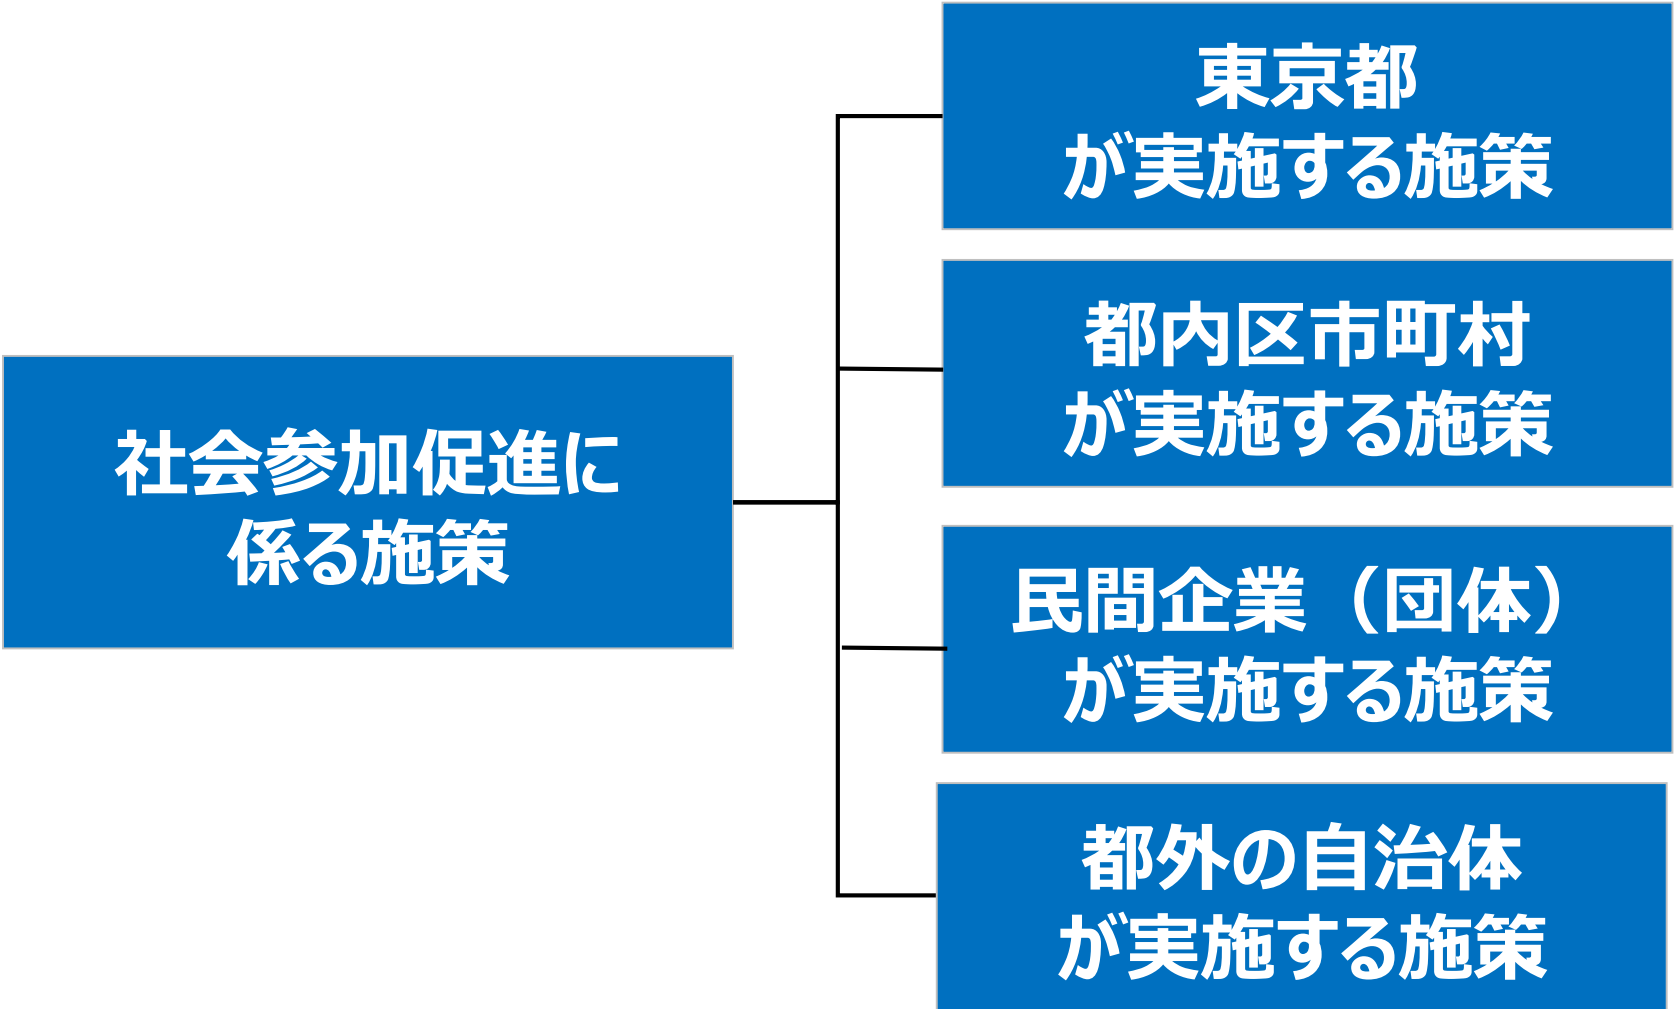 社会参加促進に
係る施策
東京都
が実施する施策
都内区市町村
が実施する施策
民間企業（団体）
が実施する施策
都外の自治体
が実施する施策